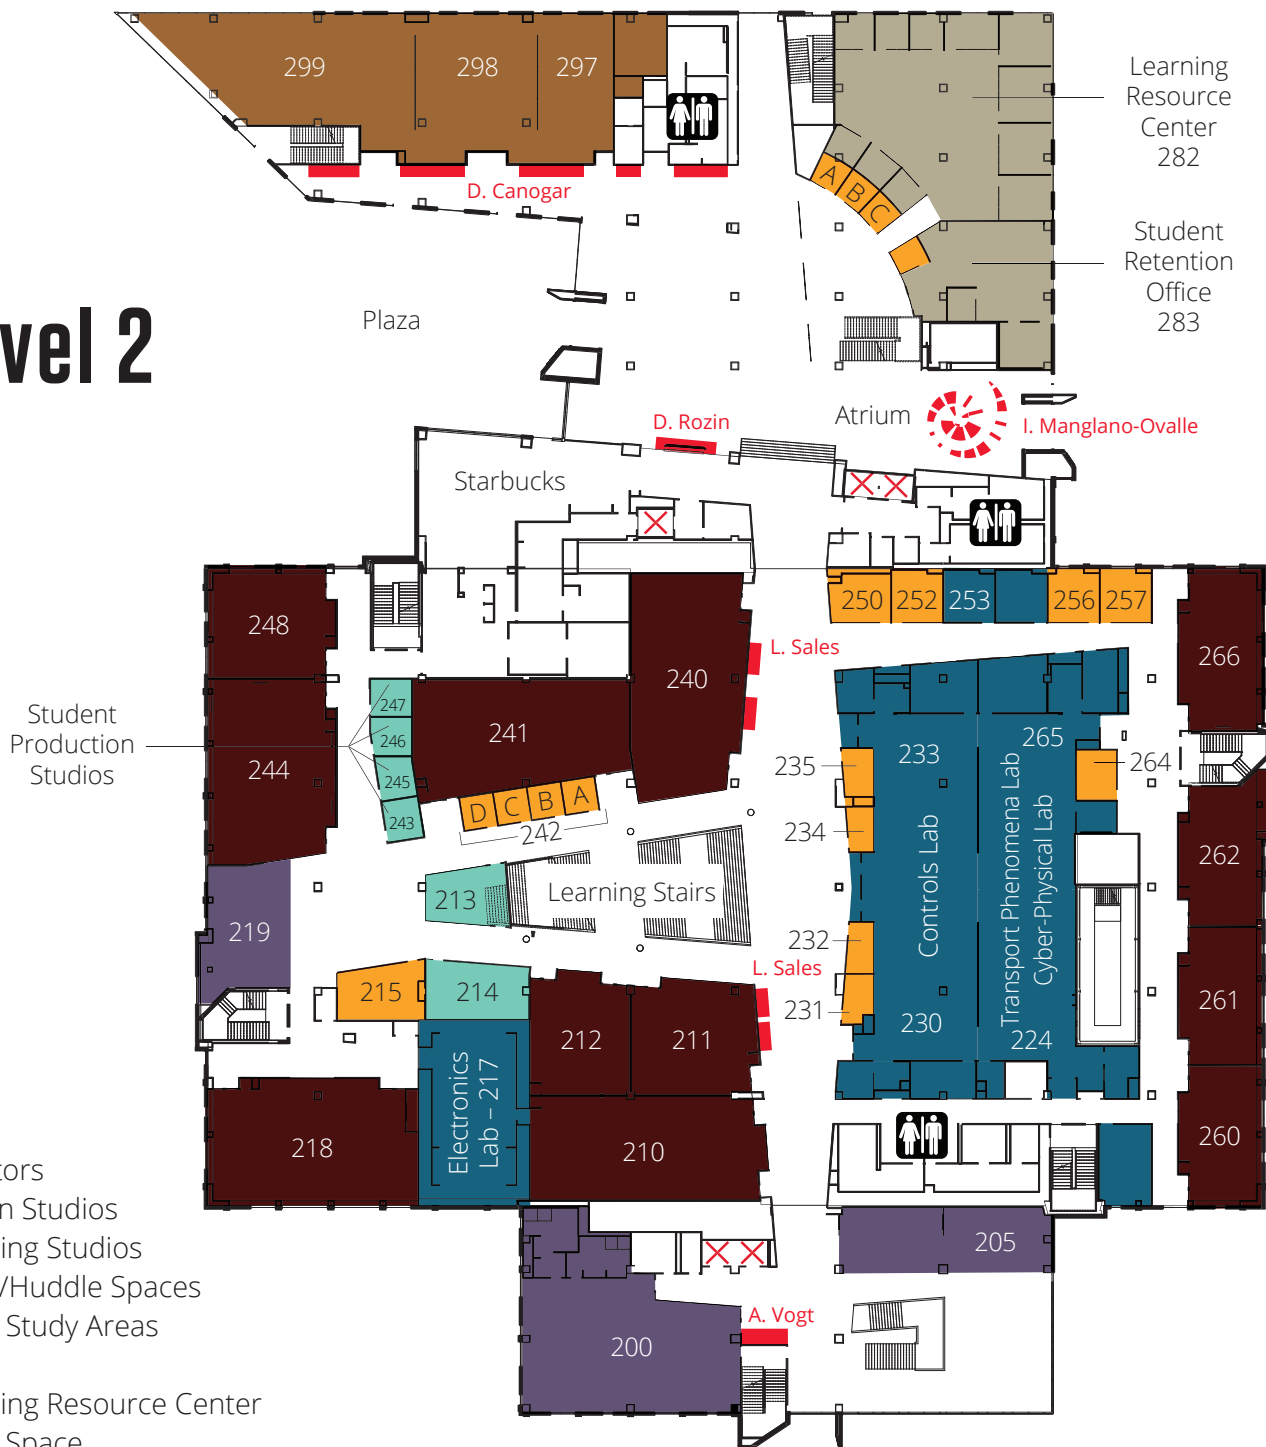 299
298
297
Learning
Resource
Center
282
A
B
C
D. Canogar
Student
Retention
Office
283
Plaza
vel 2
Atrium
D. Rozin
I. Manglano-Ovalle
Starbucks
248
250
252
253
256
257
240
L. Sales
266
247
246
245
243
241
Student
Production
Studios
244
233
265
235
264
234
D
C
B
A
242
Controls Lab
Transport Phenomena Lab
Cyber-Physical Lab
262
213
Learning Stairs
219
232
L. Sales
215
214
231
261
230
224
212
211
Electronics
Lab – 217
218
210
260
205
A. Vogt
200
tors
n Studios
ing Studios
/Huddle Spaces
Study Areas
ing Resource Center
Space